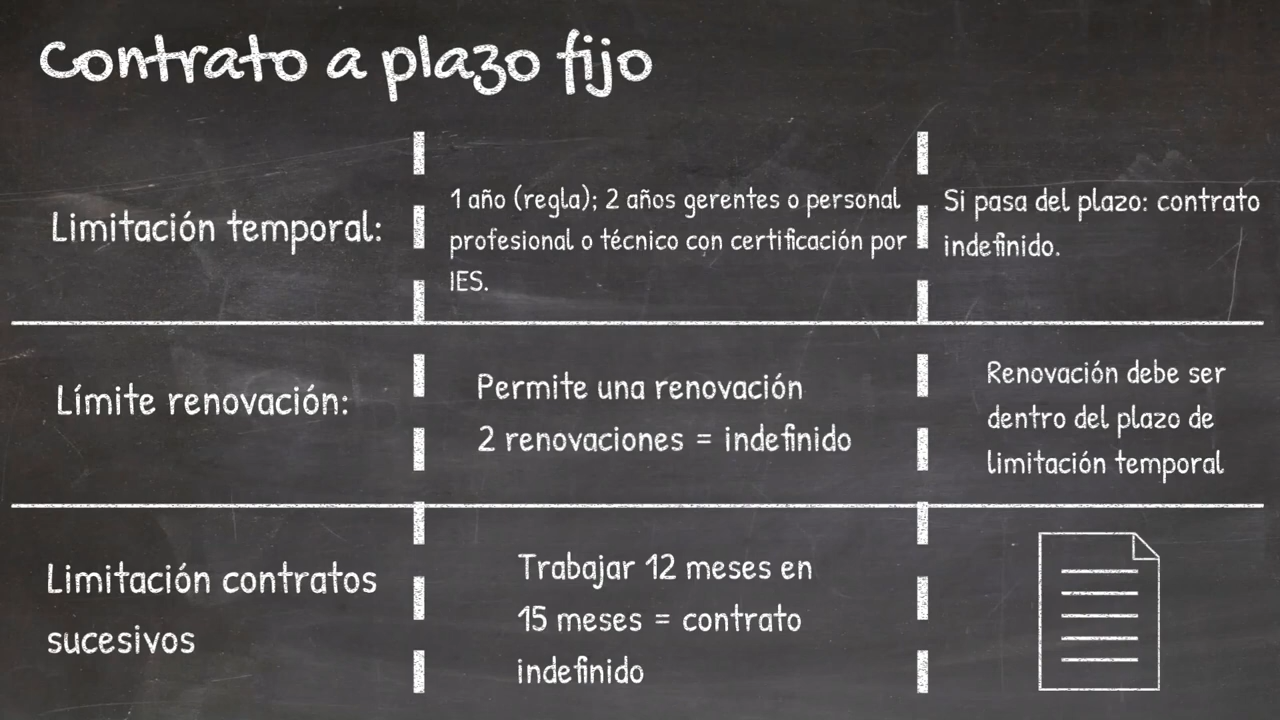 Contrato a plazo fijo
Limitación temporal:
1 año (regla); 2 años gerentes o personal
profesional o técnico con certificación por
IES.
Si pasa del plazo: contrato
indefinido.
Límite renovación:
Permite una renovación
2 renovaciones = indefinido
Renovación debe ser
dentro del plazo de
limitación temporal
Limitación contratos
sucesivos
Trabajar 12 meses en
15 meses = contrato
indefinido